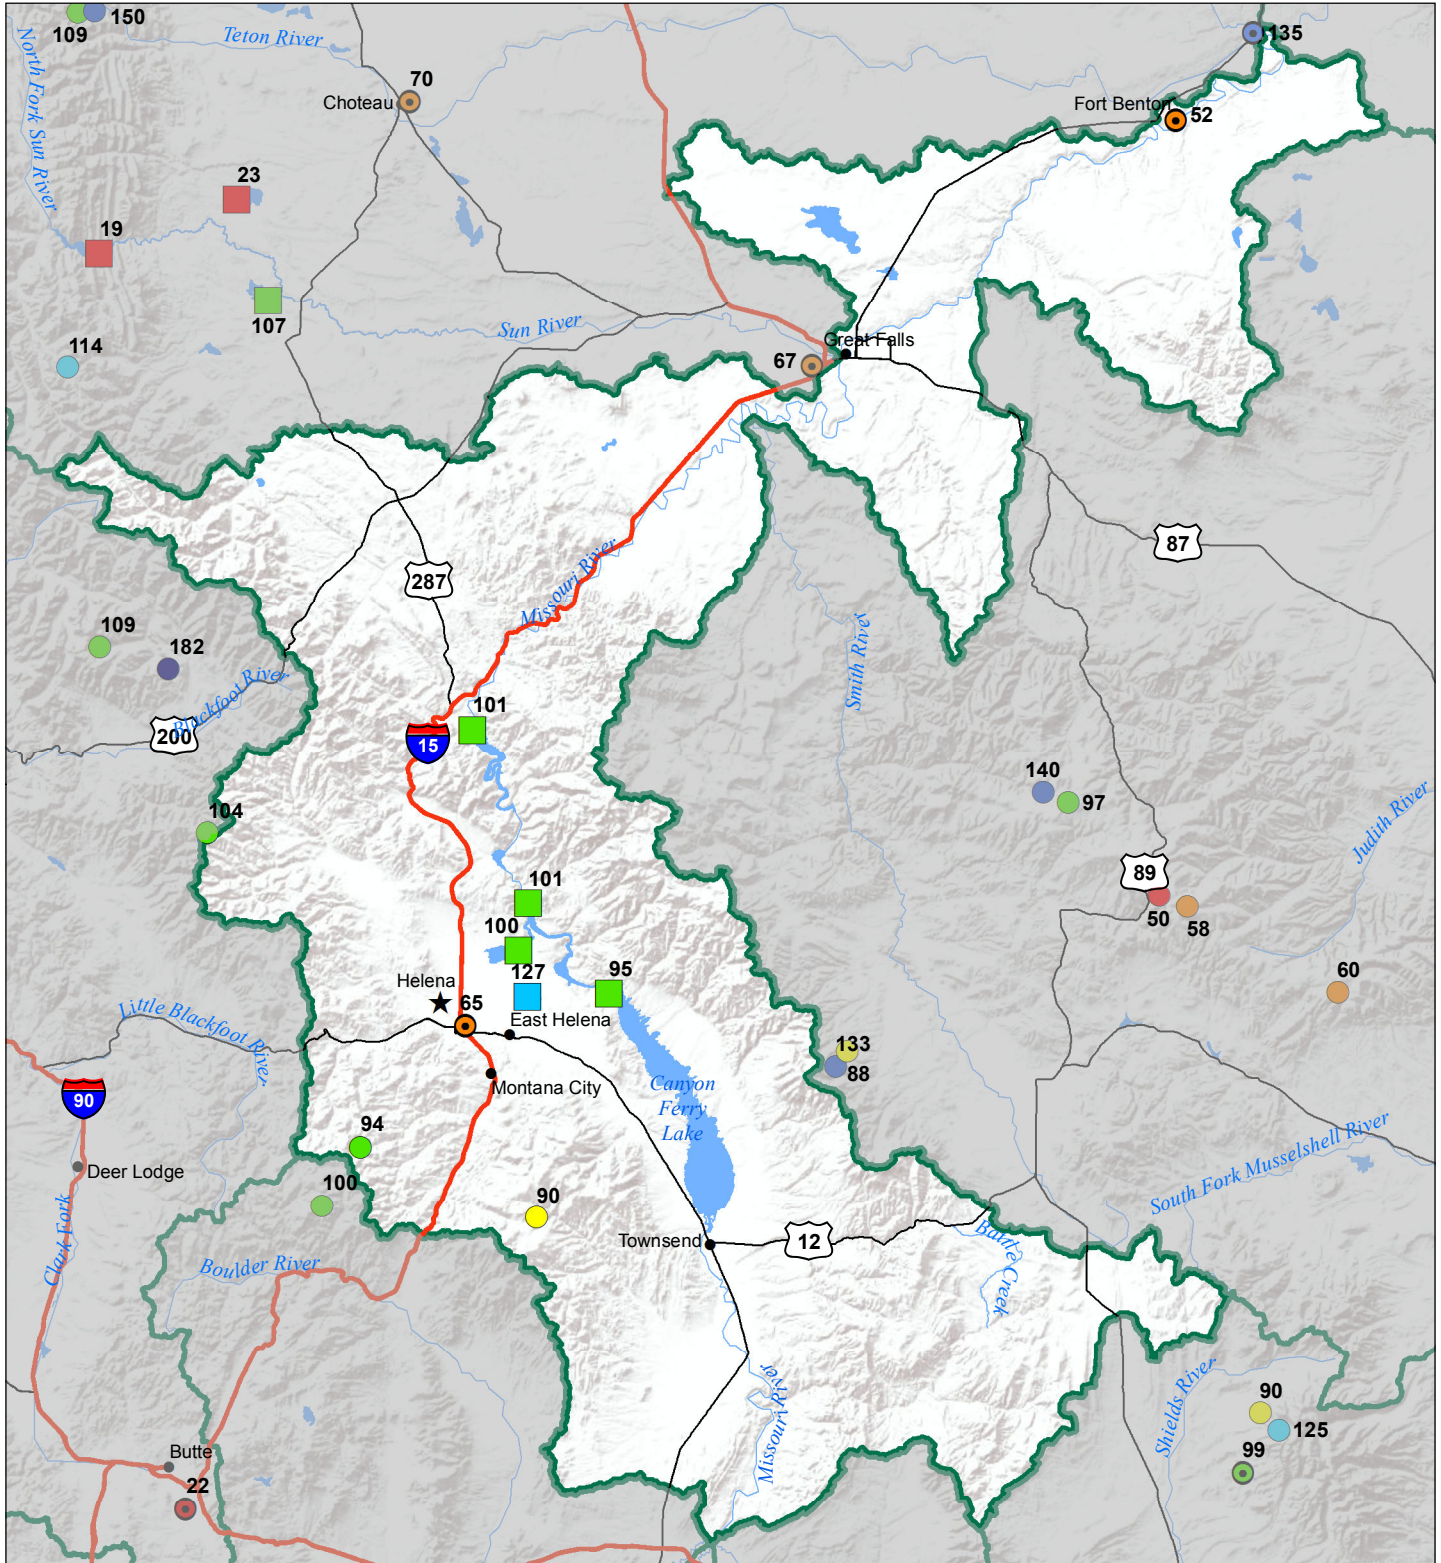 109
150
Teton River
135
North Fork Sun River
Choteau
70
Fort Benton
52
23
19
107
114
Sun River
67
Great Falls
87
287
Missouri River
109
182
Blackfoot River
200
Smith River
101
15
140
97
104
Judith River
89
50
58
101
100
127
95
60
Helena
65
East Helena
Little Blackfoot River
133
88
Montana City
Canyon
Ferry
Lake
90
94
Deer Lodge
100
90
South Fork Musselshell River
Clark Fork
Townsend
12
Battle Creek
Boulder River
Missouri River
Shields River
90
125
99
Butte
22